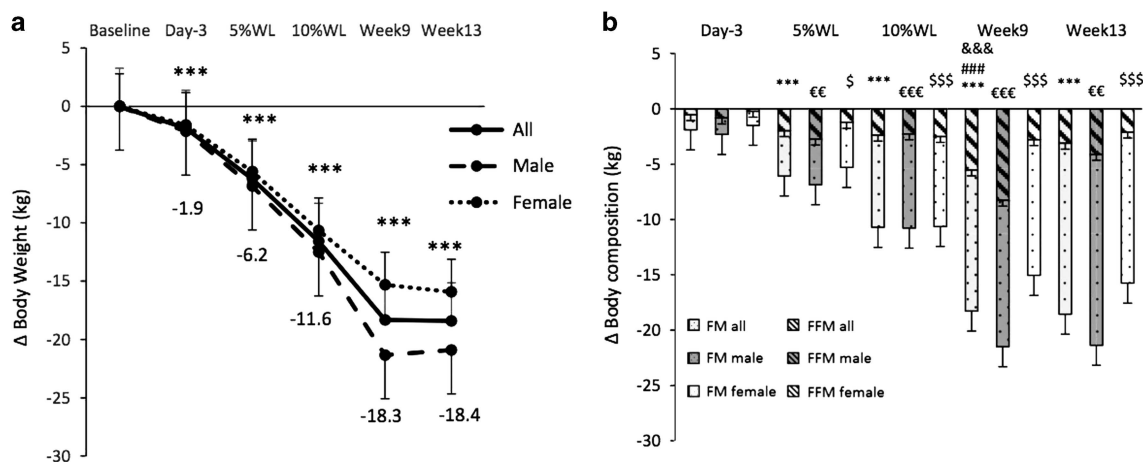 a
Baseline Day-3 5%WL 10%WL Week9 Week13
5
0
-5
-10
-15
-20
-25
-30
Δ Body Weight (kg)
***
***
***
***
***
-1.9
-6.2
-11.6
-18.3
-18.4
All
Male
Female
b
Day-3 5%WL 10%WL Week9 Week13
5
0
-5
-10
-15
-20
-25
-30
Δ Body composition (kg)
&&&
###
*** €€ $ *** €€€ $$$ *** €€€ $$$ *** €€ $$$
FM all FFM all
FM male FFM male
FM female FFM female